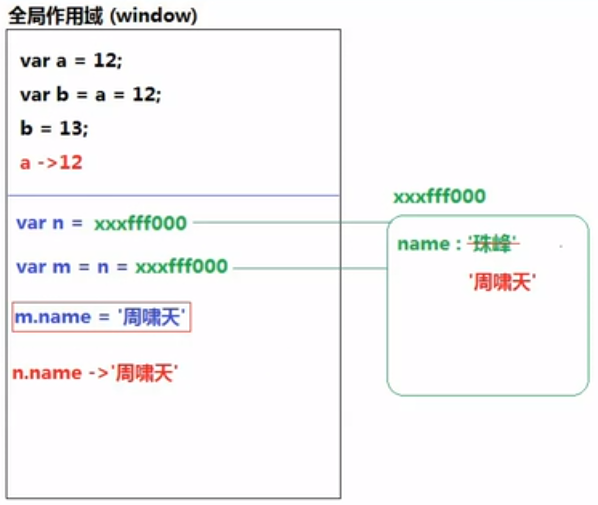 全局作用域 (window)
var a = 12;
var b = a = 12;
b = 13;
a ->12
var n = xxxfff000
var m = n = xxxfff000
m.name = '周啸天'
n.name ->'周啸天'
xxxfff000
name : '珠峰'
'周啸天'